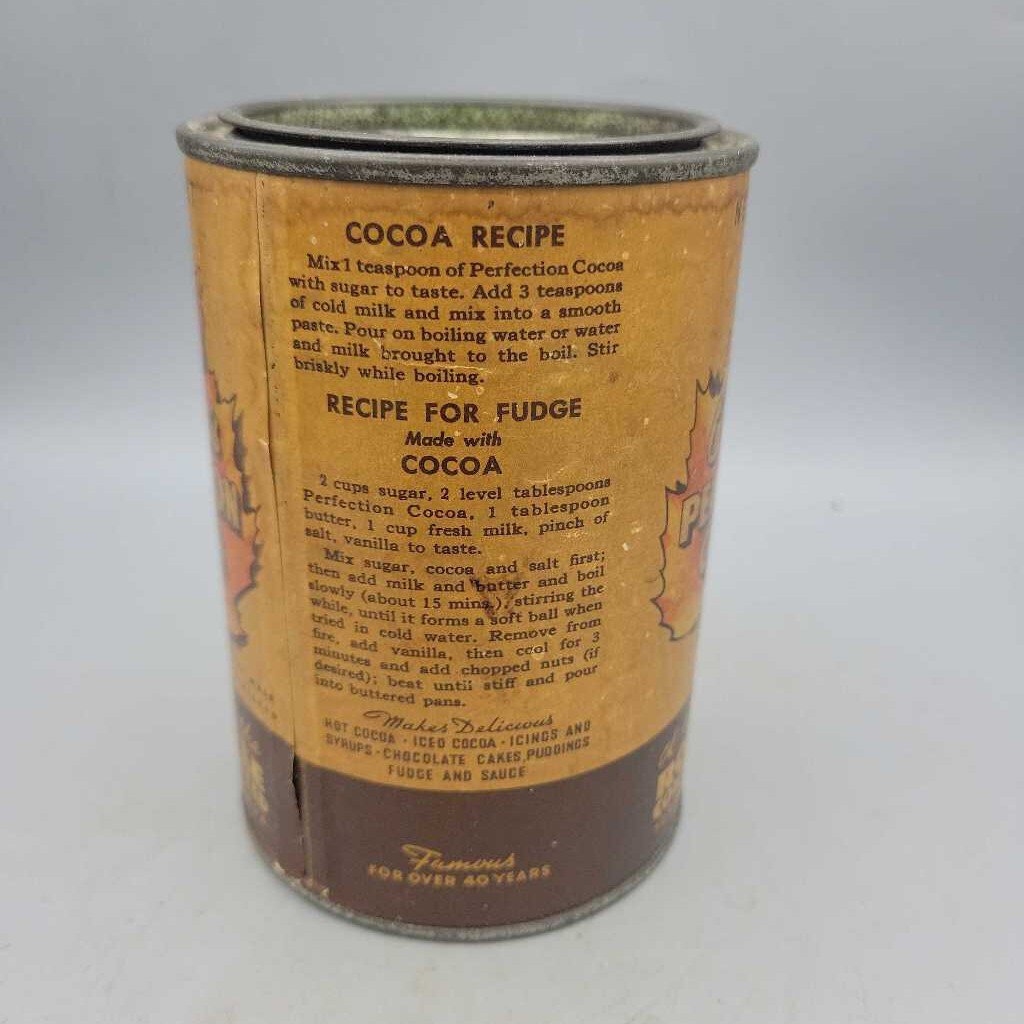 COCOA RECIPE
Mix 1 teaspoon of Perfection Cocoa
with sugar to taste. Add 3 teaspoons
of cold milk and mix into a smooth
paste. Pour on boiling water or water
and milk brought to the boil. Stir
briskly while boiling.
RECIPE FOR FUDGE
Made with
COCOA
2 cups sugar, 2 level tablespoons
Perfection Cocoa, 1 tablespoon
butter, 1 cup fresh milk, pinch of
salt, vanilla to taste.
Mix sugar, cocoa and salt first;
then add milk and butter and boil
slowly (about 15 mins.), stirring the
while, until it forms a soft ball when
tried in cold water. Remove from
fire, add vanilla, then cool for 3
minutes and add chopped nuts (if
desired); beat until stiff and pour
into buttered pans.
Makes Delicious
HOT COCOA · ICED COCOA · ICINGS AND
SYRUPS · CHOCOLATE CAKES, PUDDINGS
FUDGE AND SAUCE
Famous
FOR OVER 40 YEARS